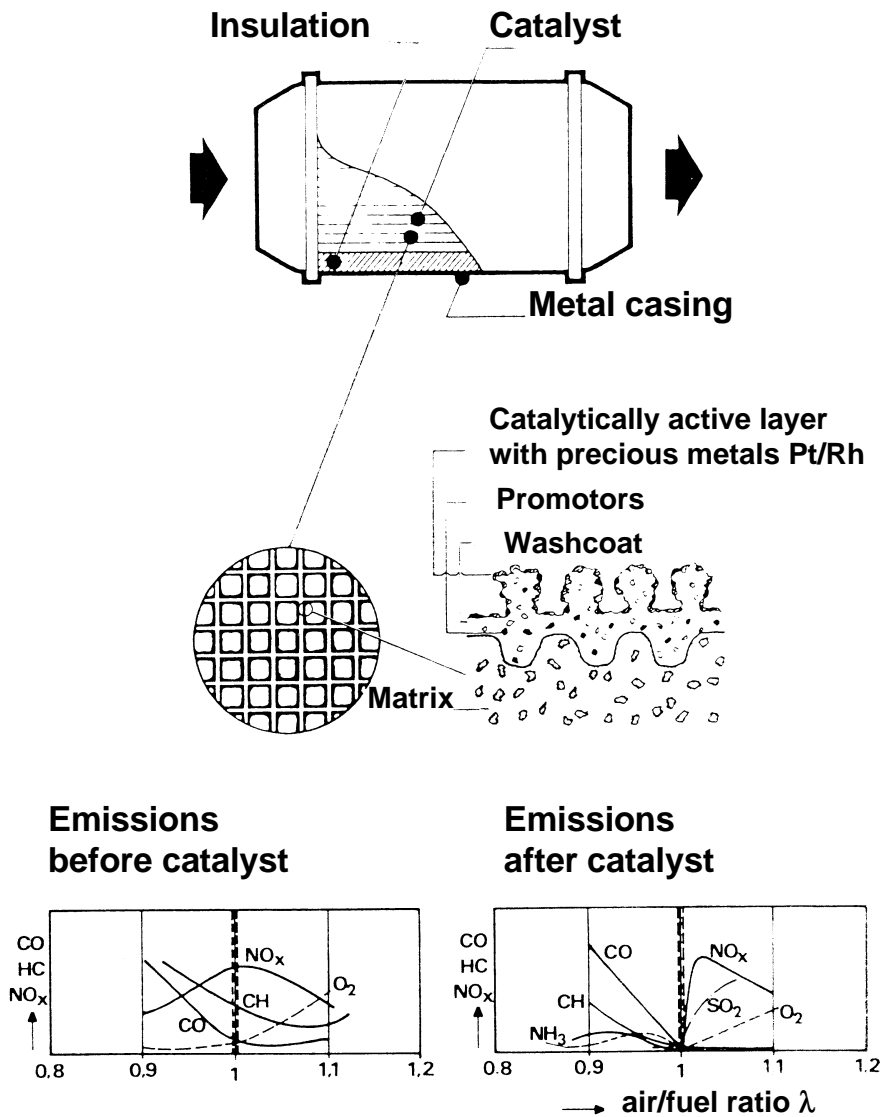 Insulation
Catalyst
Metal casing
Catalytically active layer
with precious metals Pt/Rh
Promotors
Washcoat
Matrix
Emissions
before catalyst
CO
HC
NOx
NOx
O2
CH
CO
0.8 0,9 1 1.1 1.2
Emissions
after catalyst
CO
HC
NOx
CO
NOx
CH
SO2
O2
NH3
0.8 0.9 1 1.1 1.2
air/fuel ratio λ